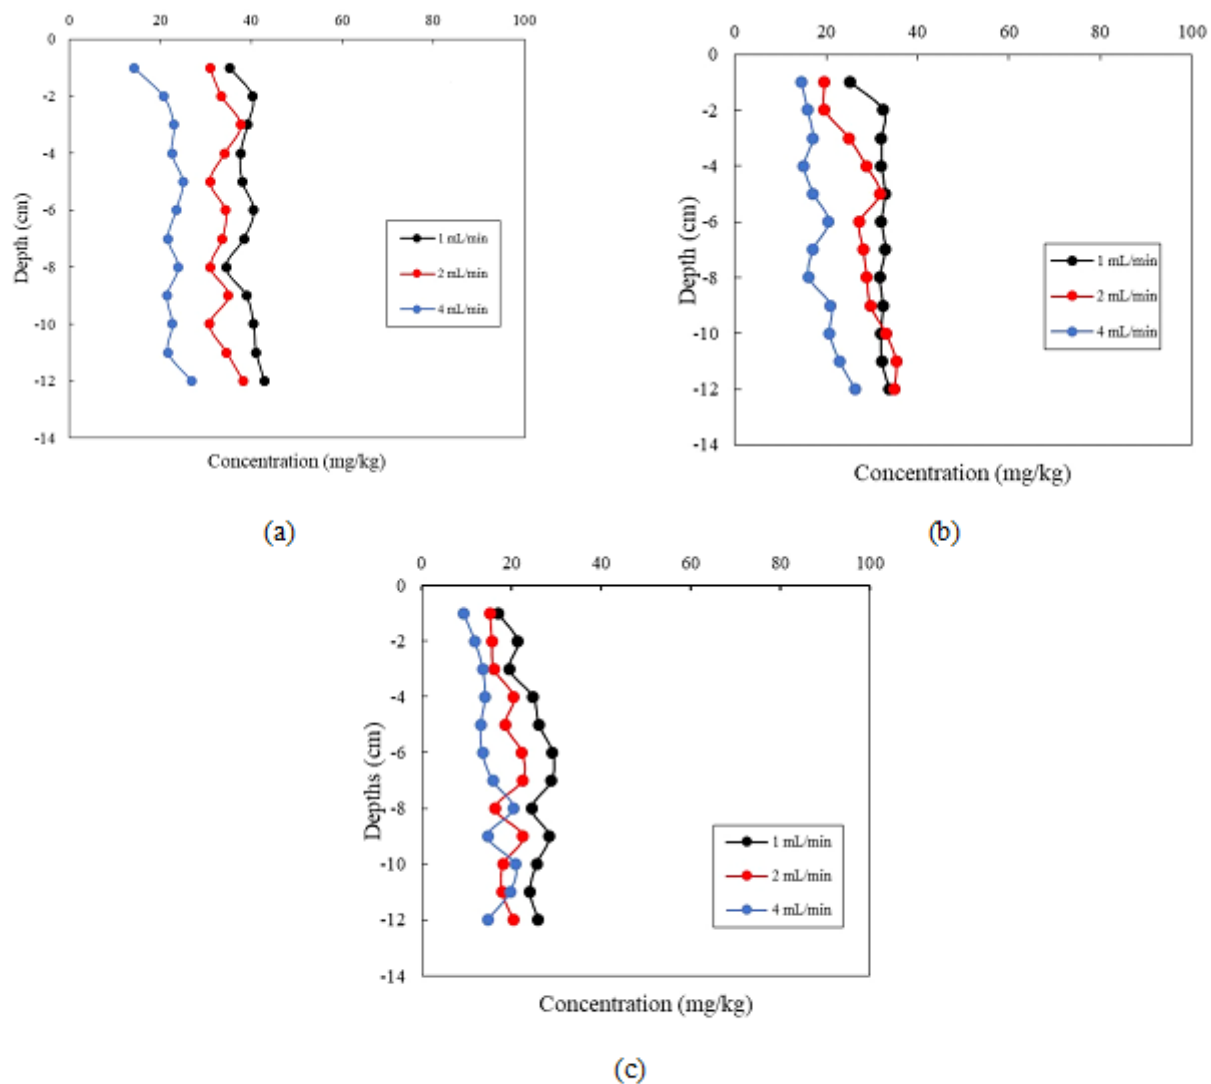 0 20 40 60 80 100
0
-2
-4
-6
-8
-10
-12
-14
Depth (cm)
1 mL/min
2 mL/min
4 mL/min
Concentration (mg/kg)
(a)
0 20 40 60 80 100
0
-2
-4
-6
-8
-10
-12
-14
Depth (cm)
1 mL/min
2 mL/min
4 mL/min
Concentration (mg/kg)
(b)
0 20 40 60 80 100
0
-2
-4
-6
-8
-10
-12
-14
Depths (cm)
1 mL/min
2 mL/min
4 mL/min
Concentration (mg/kg)
(c)